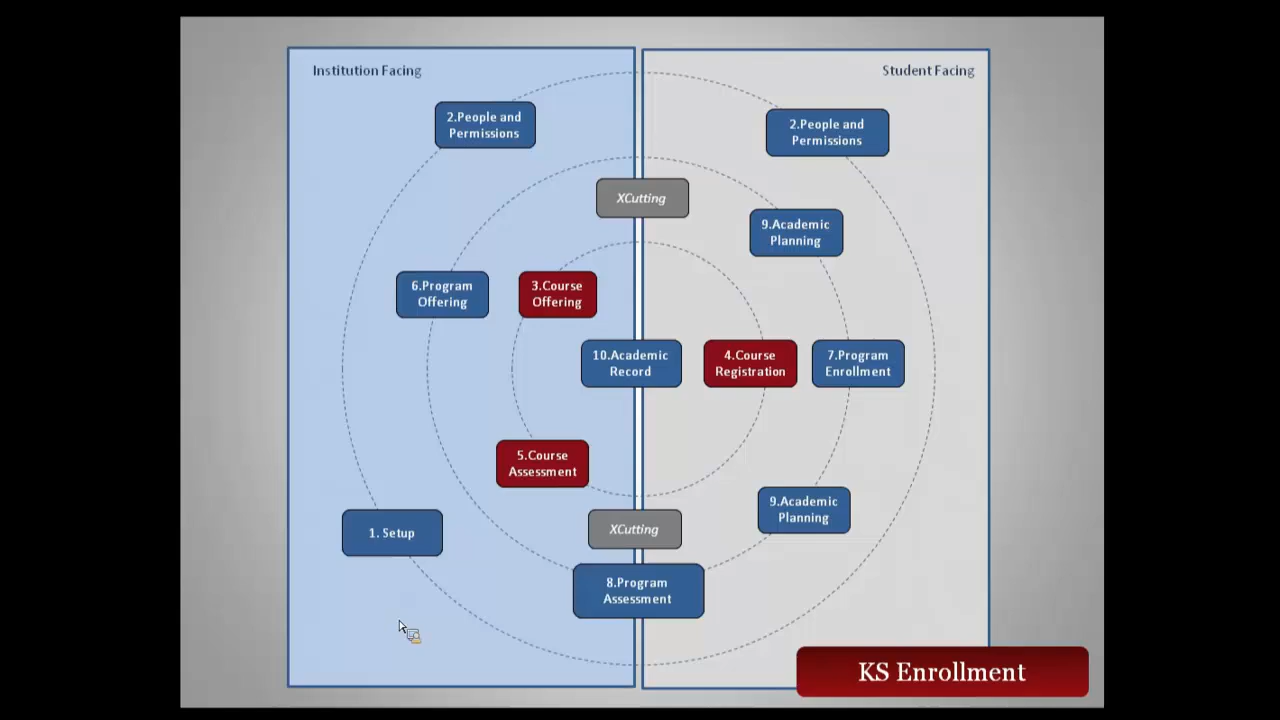 Institution Facing
Student Facing
2.People and
Permissions
2.People and
Permissions
XCutting
9.Academic
Planning
6.Program
Offering
3.Course
Offering
10.Academic
Record
4.Course
Registration
7.Program
Enrollment
5.Course
Assessment
9.Academic
Planning
1. Setup
XCutting
8.Program
Assessment
KS Enrollment